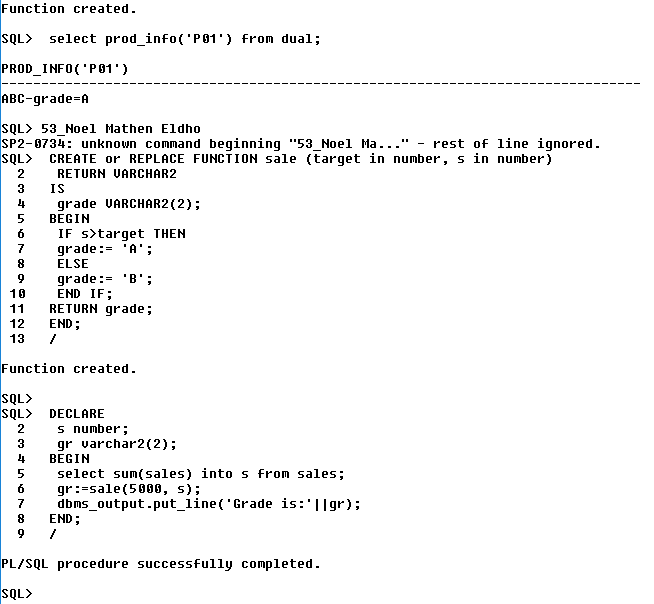 Function created.
SQL>  select prod_info('P01') from dual;
PROD_INFO('P01')
--------------------------------------------------------------------------------
ABC-grade=A
SQL> 53_Noel Mathen Eldho
SP2-0734: unknown command beginning "53_Noel Ma..." - rest of line ignored.
SQL>  CREATE or REPLACE FUNCTION sale (target in number, s in number)
  2    RETURN VARCHAR2
  3   IS
  4    grade VARCHAR2(2);
  5   BEGIN
  6    IF s>target THEN
  7    grade:= 'A';
  8    ELSE
  9    grade:= 'B';
 10    END IF;
 11   RETURN grade;
 12   END;
 13   /
Function created.
SQL>
SQL>  DECLARE
  2    s number;
  3    gr varchar2(2);
  4   BEGIN
  5    select sum(sales) into s from sales;
  6    gr:=sale(5000, s);
  7    dbms_output.put_line('Grade is:'||gr);
  8   END;
  9   /
PL/SQL procedure successfully completed.
SQL>